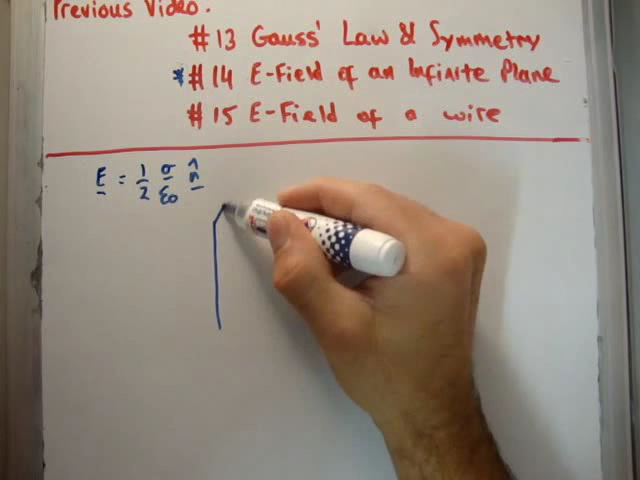 Previous Video.
#13 Gauss' Law & Symmetry
*#14 E-Field of an Infinite Plane
#15 E-Field of a wire
E = 1/2 σ/ε0 n̂